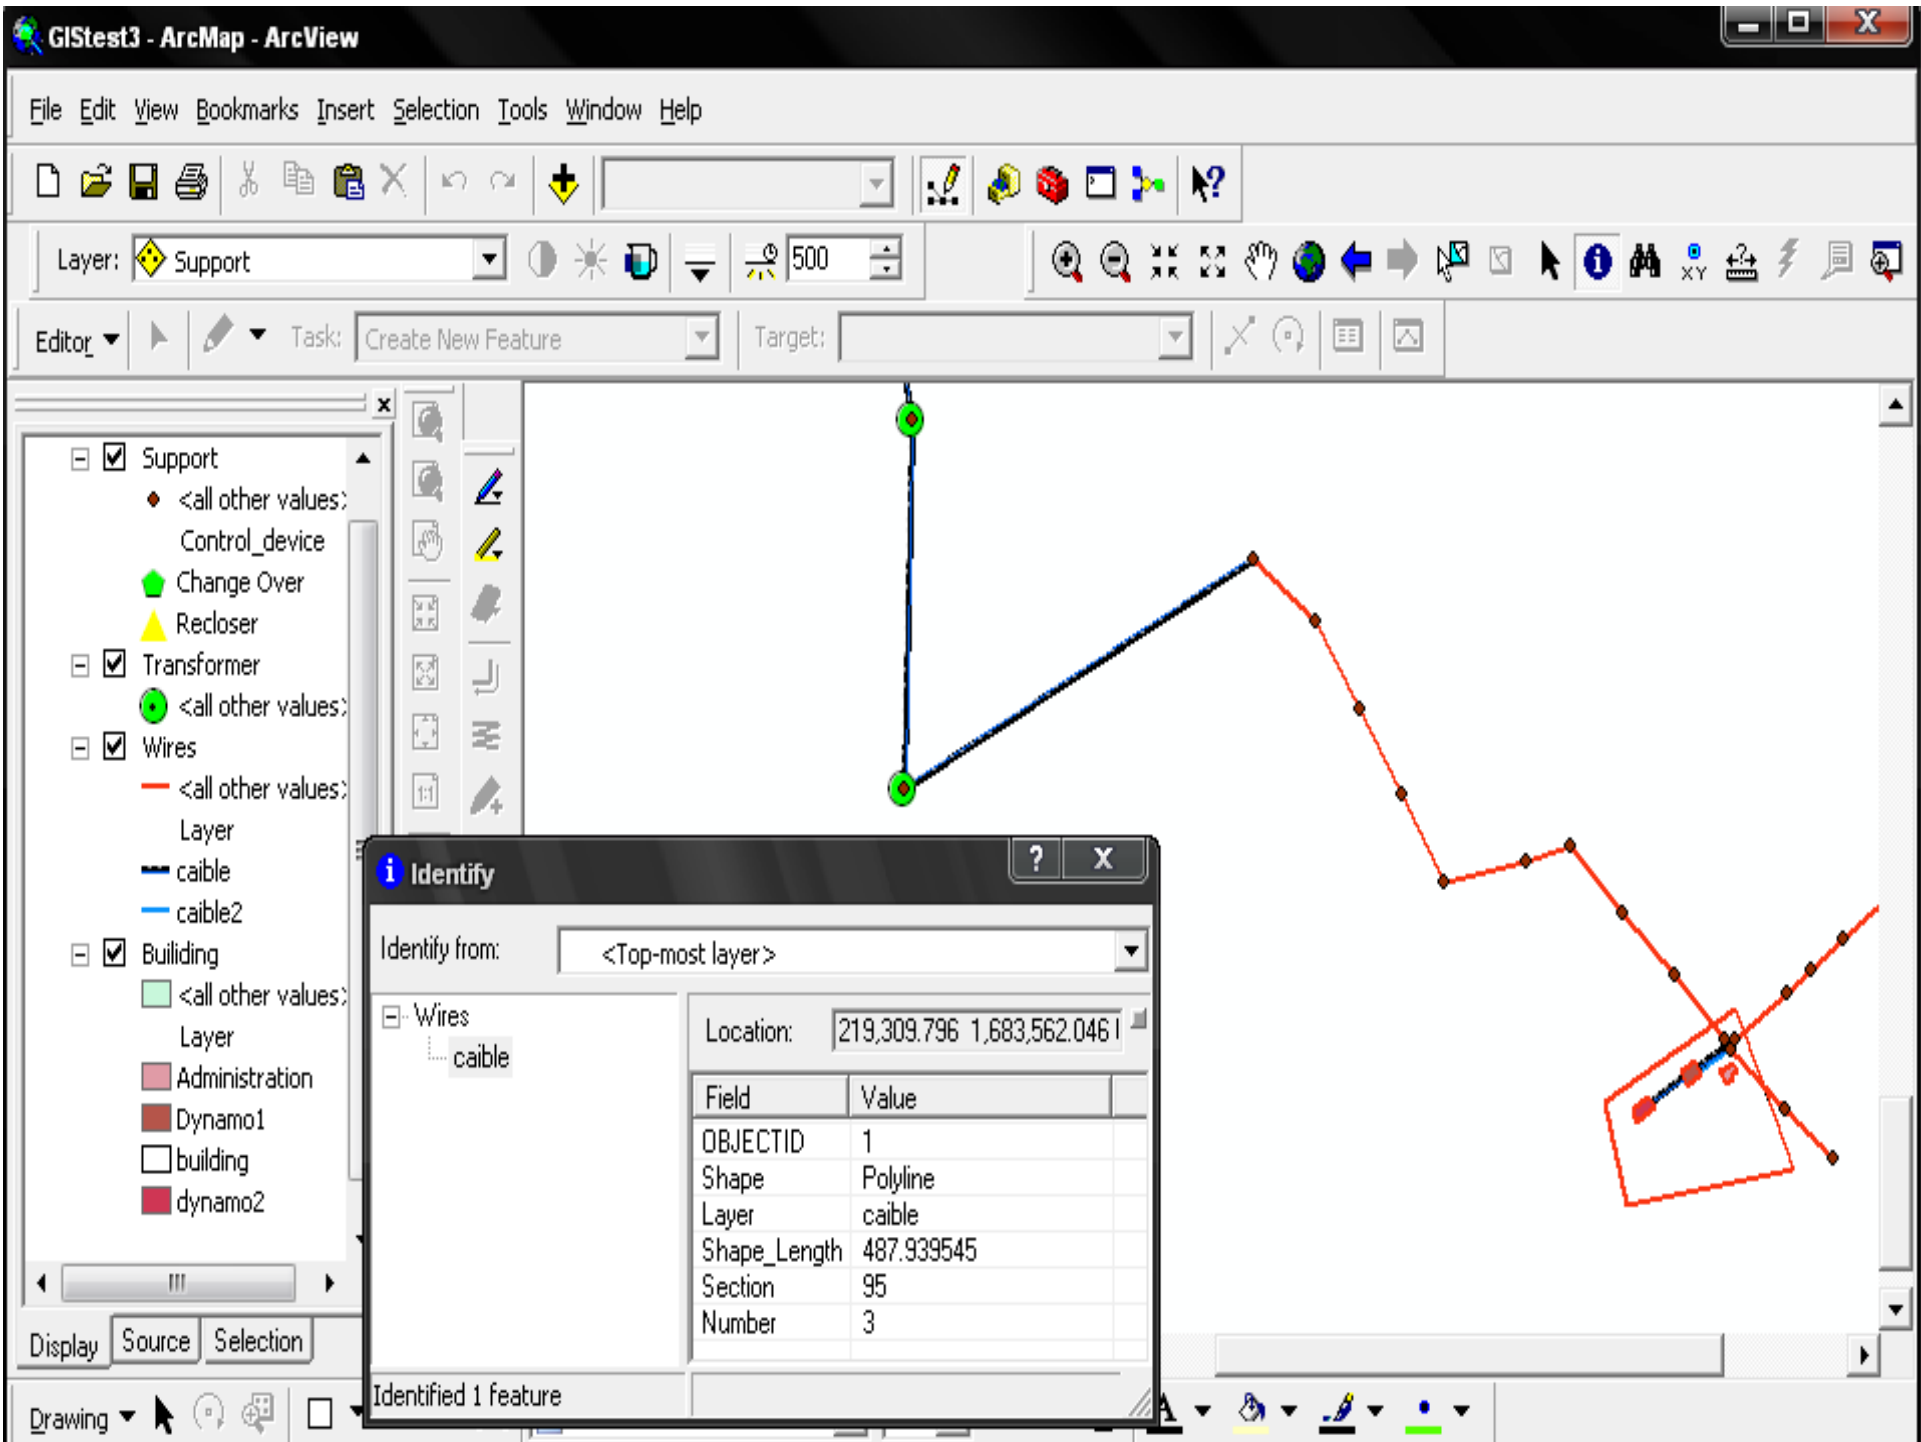 GIStest3 - ArcMap - ArcView
File Edit View Bookmarks Insert Selection Tools Window Help
Layer: Support 500
XY
Editor Task: Create New Feature Target:
Support
<all other values>
Control_device
Change Over
Recloser
Transformer
<all other values>
Wires
<all other values>
Layer
caible
caible2
Builiding
<all other values>
Layer
Administration
Dynamo1
building
dynamo2
Display Source Selection
1:1
Identify
Identify from: <Top-most layer>
Wires
caible
Location: 219,309.796 1,683,562.046
Field Value
OBJECTID 1
Shape Polyline
Layer caible
Shape_Length 487.939545
Section 95
Number 3
Identified 1 feature
Drawing A